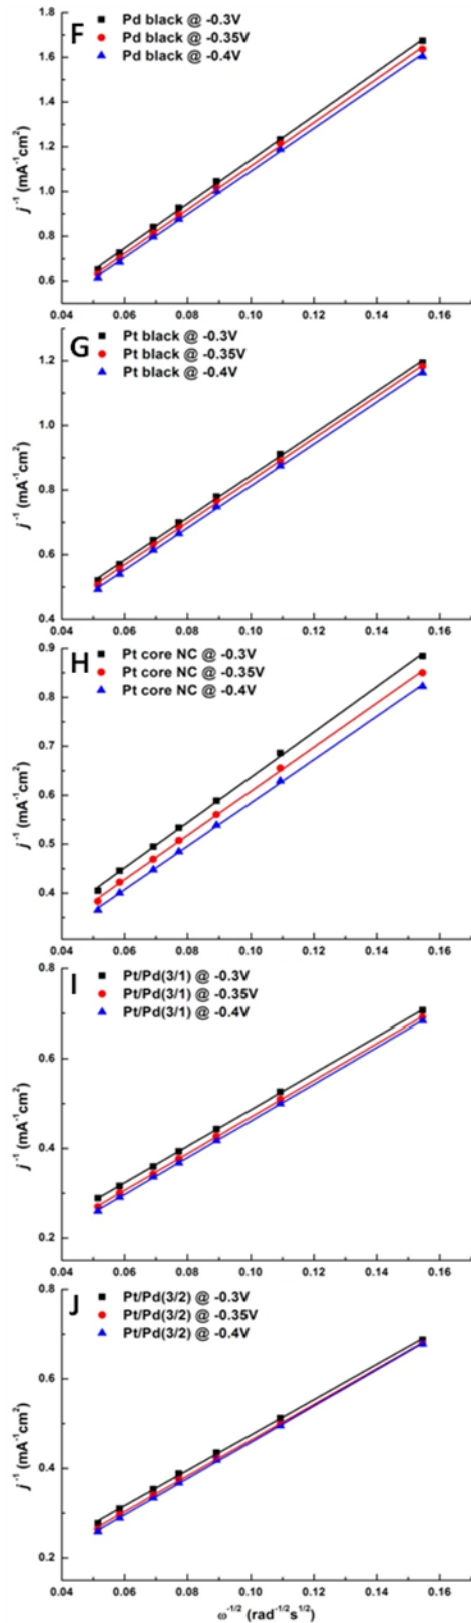 F
Pd black @ -0.3V
Pd black @ -0.35V
Pd black @ -0.4V
1.8
1.6
1.4
1.2
1.0
0.8
0.6
j⁻¹ (mA⁻¹cm²)
0.04 0.06 0.08 0.10 0.12 0.14 0.16
G
Pt black @ -0.3V
Pt black @ -0.35V
Pt black @ -0.4V
1.2
1.0
0.8
0.6
0.4
j⁻¹ (mA⁻¹cm²)
0.04 0.06 0.08 0.10 0.12 0.14 0.16
H
Pt core NC @ -0.3V
Pt core NC @ -0.35V
Pt core NC @ -0.4V
0.9
0.8
0.7
0.6
0.5
0.4
j⁻¹ (mA⁻¹cm²)
0.04 0.06 0.08 0.10 0.12 0.14 0.16
I
Pt/Pd(3/1) @ -0.3V
Pt/Pd(3/1) @ -0.35V
Pt/Pd(3/1) @ -0.4V
0.8
0.6
0.4
0.2
j⁻¹ (mA⁻¹cm²)
0.04 0.06 0.08 0.10 0.12 0.14 0.16
J
Pt/Pd(3/2) @ -0.3V
Pt/Pd(3/2) @ -0.35V
Pt/Pd(3/2) @ -0.4V
0.8
0.6
0.4
0.2
j⁻¹ (mA⁻¹cm²)
0.04 0.06 0.08 0.10 0.12 0.14 0.16
ω⁻¹/² (rad⁻¹/²s¹/²)